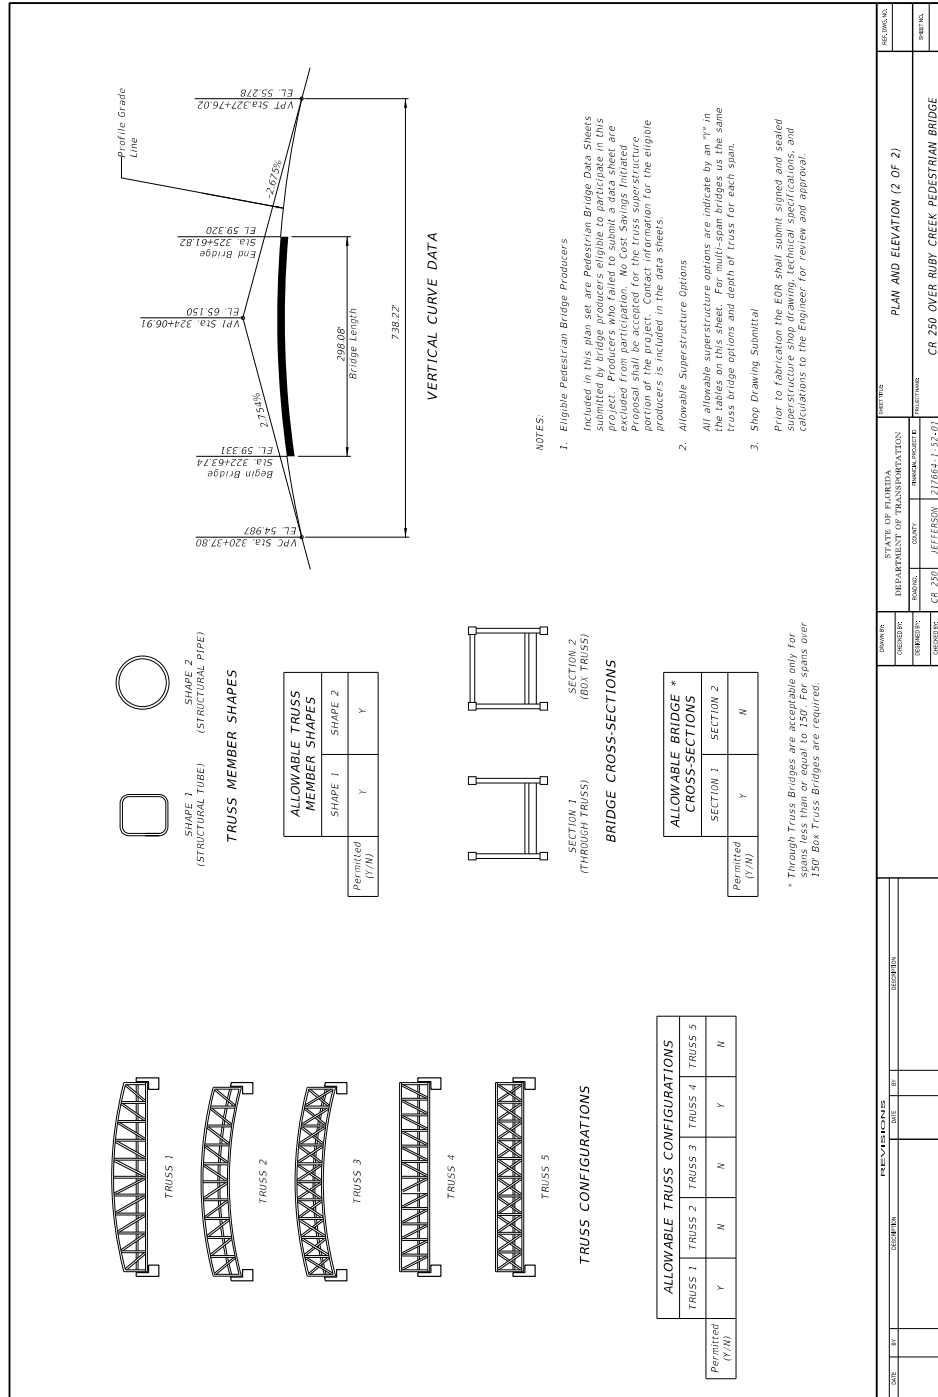 TRUSS 1
TRUSS 2
TRUSS 3
TRUSS 4
TRUSS 5
TRUSS CONFIGURATIONS
ALLOWABLE TRUSS CONFIGURATIONS
TRUSS 1 TRUSS 2 TRUSS 3 TRUSS 4 TRUSS 5
Permitted
(Y/N)
Y N N Y N
SHAPE 1
(STRUCTURAL TUBE)
SHAPE 2
(STRUCTURAL PIPE)
TRUSS MEMBER SHAPES
ALLOWABLE TRUSS
MEMBER SHAPES
SHAPE 1 SHAPE 2
Permitted
(Y/N)
Y Y
SECTION 1
(THROUGH TRUSS)
SECTION 2
(BOX TRUSS)
BRIDGE CROSS-SECTIONS
ALLOWABLE BRIDGE *
CROSS-SECTIONS
SECTION 1 SECTION 2
Permitted
(Y/N)
Y N
* Through Truss Bridges are acceptable only for
spans less than or equal to 150'. For spans over
150' Box Truss Bridges are required.
Profile Grade
Line
VPC Sta. 320+37.80
EL. 54.987
Begin Bridge
Sta. 322+63.74
EL. 59.331
2.754%
VPI Sta. 324+06.91
EL. 65.150
End Bridge
Sta. 325+61.82
EL. 59.320
-2.675%
VPT Sta.327+76.02
EL. 55.278
298.08'
Bridge Length
738.22'
VERTICAL CURVE DATA
NOTES:
1. Eligible Pedestrian Bridge Producers
Included in this plan set are Pedestrian Bridge Data Sheets
submitted by bridge producers eligible to participate in this
project. Producers who failed to submit a data sheet are
excluded from participation. No Cost Savings Initiated
Proposal shall be accepted for the truss superstructure
portion of the project. Contact information for the eligible
producers is included in the data sheets.
2. Allowable Superstructure Options
All allowable superstructure options are indicate by an "Y" in
the tables on this sheet. For multi-span bridges us the same
truss bridge options and depth of truss for each span.
3. Shop Drawing Submittal
Prior to fabrication the EOR shall submit signed and sealed
superstructure shop drawing, technical specifications, and
calculations to the Engineer for review and approval.
REVISIONS
DATE BY DESCRIPTION DATE BY DESCRIPTION
DRAWN BY:
CHECKED BY:
DESIGNED BY:
CHECKED BY:
STATE OF FLORIDA
DEPARTMENT OF TRANSPORTATION
ROAD NO. COUNTY FINANCIAL PROJECT ID
CR 250 JEFFERSON 217664-1-52-01
SHEET TITLE:
PLAN AND ELEVATION (2 OF 2)
PROJECT NAME:
CR 250 OVER RUBY CREEK PEDESTRIAN BRIDGE
REF. DWG. NO.
SHEET NO.